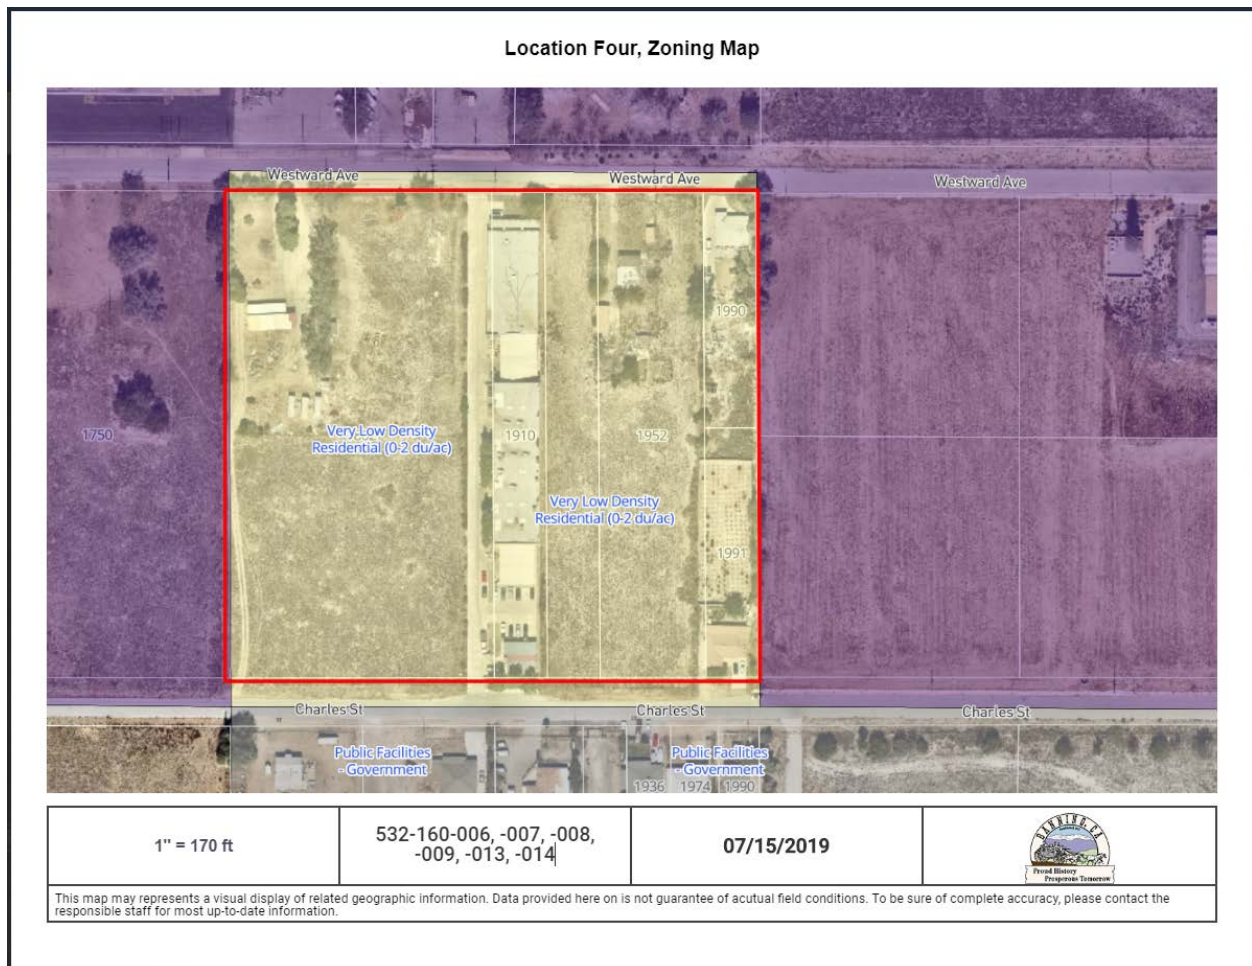 Location Four, Zoning Map
Westward Ave
Westward Ave
Westward Ave
1990
Very Low Density
Residential (0-2 du/ac)
1750
1910
1952
Very Low Density
Residential (0-2 du/ac)
1991
Charles St
Charles St
Charles St
Public Facilities
- Government
Public Facilities
- Government
1936
1974
1990
1" = 170 ft
532-160-006, -007, -008,
-009, -013, -014
07/15/2019
BANNING, CA
Proud History
Prosperous Tomorrow
This map may represents a visual display of related geographic information. Data provided here on is not guarantee of acutual field conditions. To be sure of complete accuracy, please contact the
responsible staff for most up-to-date information.